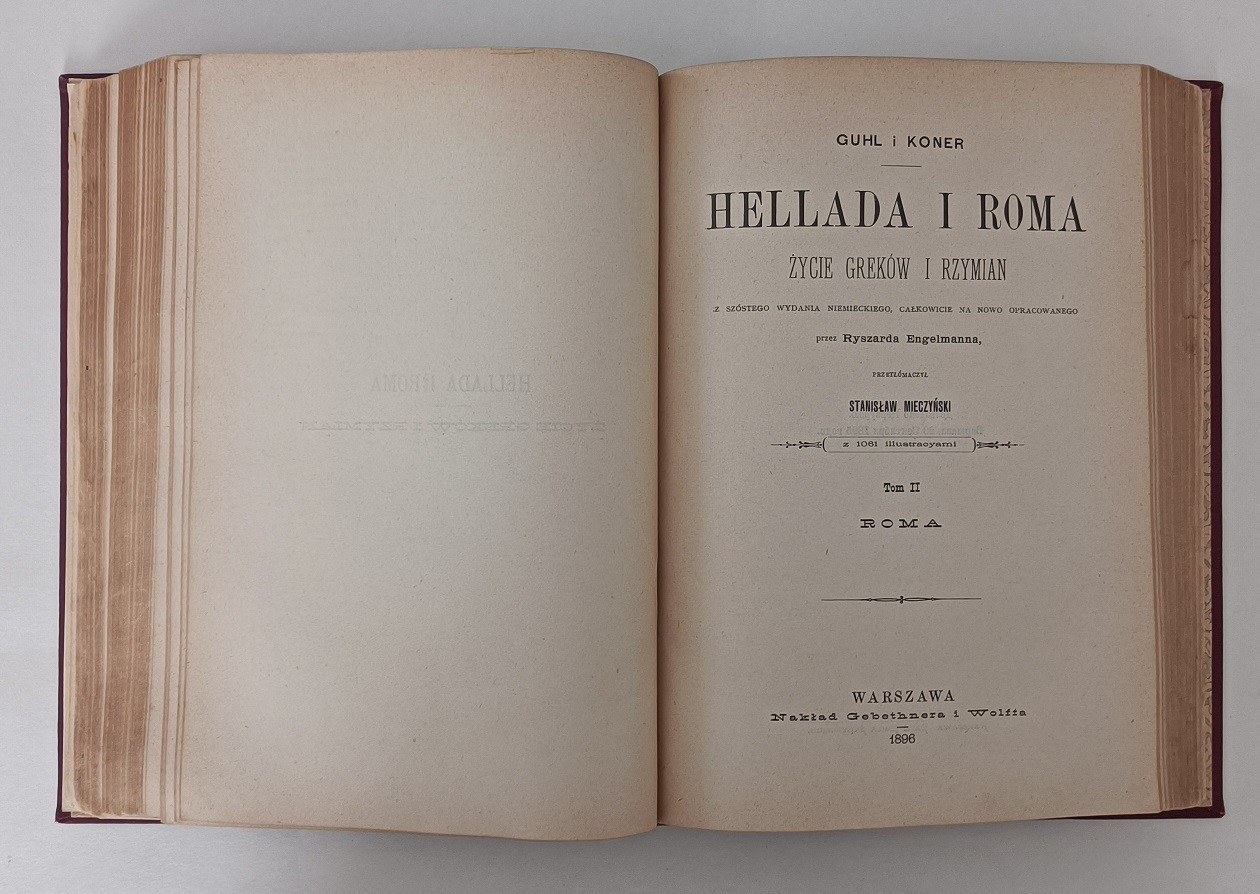 GUHL i KONER
HELLADA I ROMA
ŻYCIE GREKÓW I RZYMIAN
Z SZÓSTEGO WYDANIA NIEMIECKIEGO, CAŁKOWICIE NA NOWO OPRACOWANEGO
przez Ryszarda Engelmanna,
PRZETŁÓMACZYŁ
STANISŁAW MIECZYŃSKI
z 1061 illustracyami
Tom II
ROMA
WARSZAWA
Nakład Gebethnera i Wolffa
1896